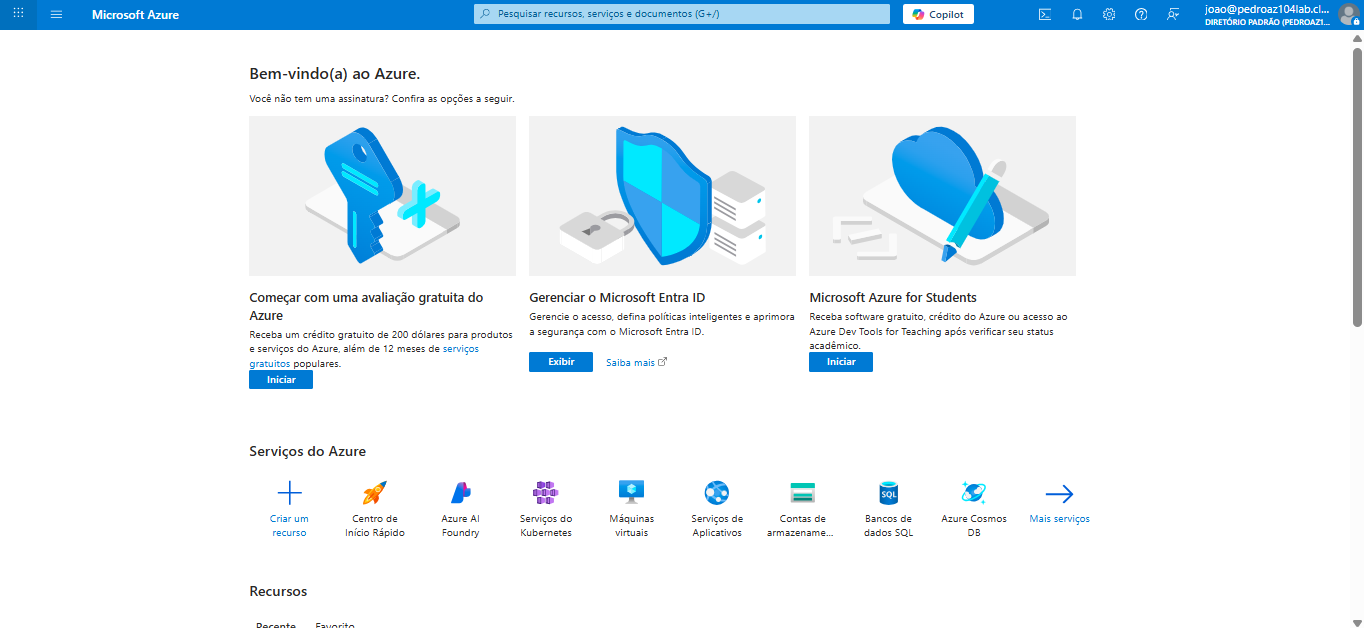 Microsoft Azure
Pesquisar recursos, serviços e documentos (G+/)
Copilot
joao@pedroaz104lab.cl...
DIRETÓRIO PADRÃO (PEDROAZ1...
Bem-vindo(a) ao Azure.
Você não tem uma assinatura? Confira as opções a seguir.
Começar com uma avaliação gratuita do
Azure
Receba um crédito gratuito de 200 dólares para produtos
e serviços do Azure, além de 12 meses de serviços
gratuitos populares.
Iniciar
Gerenciar o Microsoft Entra ID
Gerencie o acesso, defina políticas inteligentes e aprimora
a segurança com o Microsoft Entra ID.
Exibir
Saiba mais
Microsoft Azure for Students
Receba software gratuito, crédito do Azure ou acesso ao
Azure Dev Tools for Teaching após verificar seu status
acadêmico.
Iniciar
Serviços do Azure
Criar um
recurso
Centro de
Início Rápido
Azure AI
Foundry
Serviços do
Kubernetes
Máquinas
virtuais
Serviços de
Aplicativos
Contas de
armazename...
SQL
Bancos de
dados SQL
Azure Cosmos
DB
Mais serviços
Recursos
Recente
Favorito